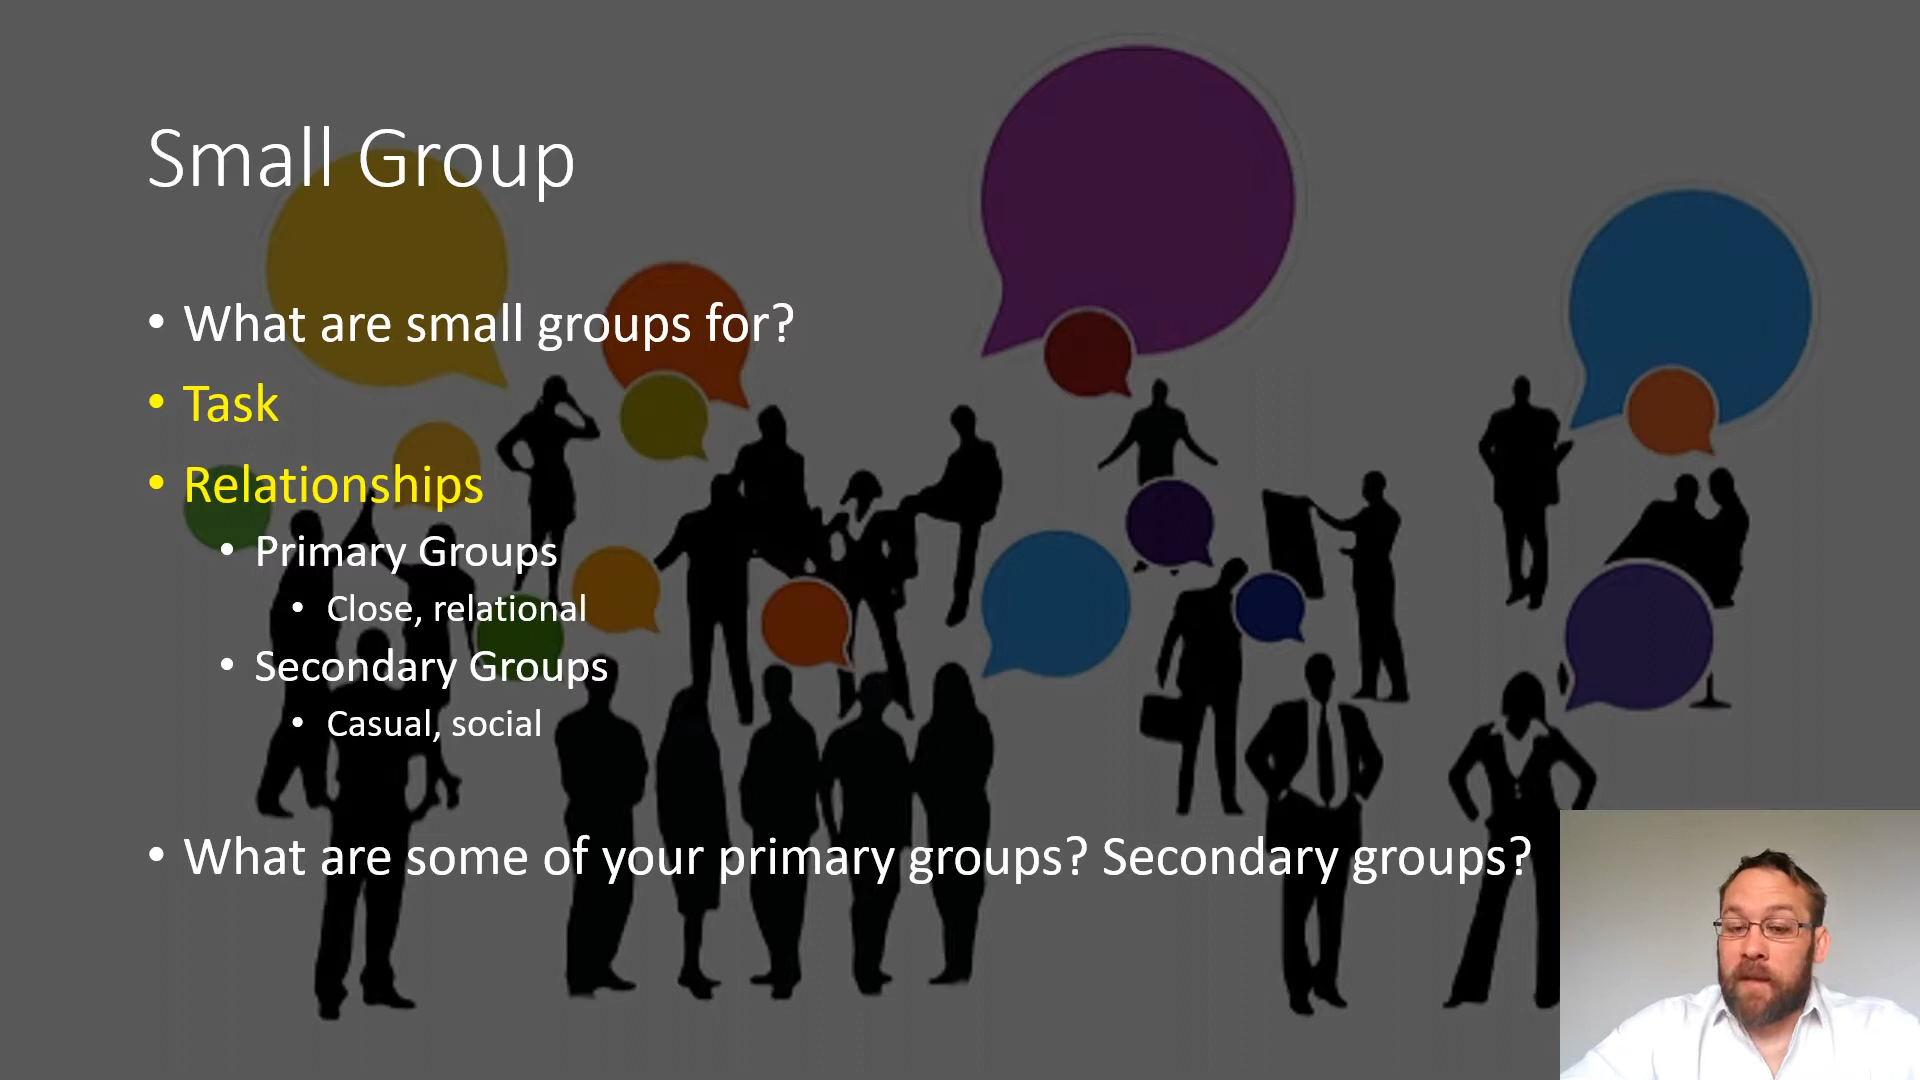 Small Group
• What are small groups for?
• Task
• Relationships
• Primary Groups
• Close, relational
• Secondary Groups
• Casual, social
• What are some of your primary groups? Secondary groups?